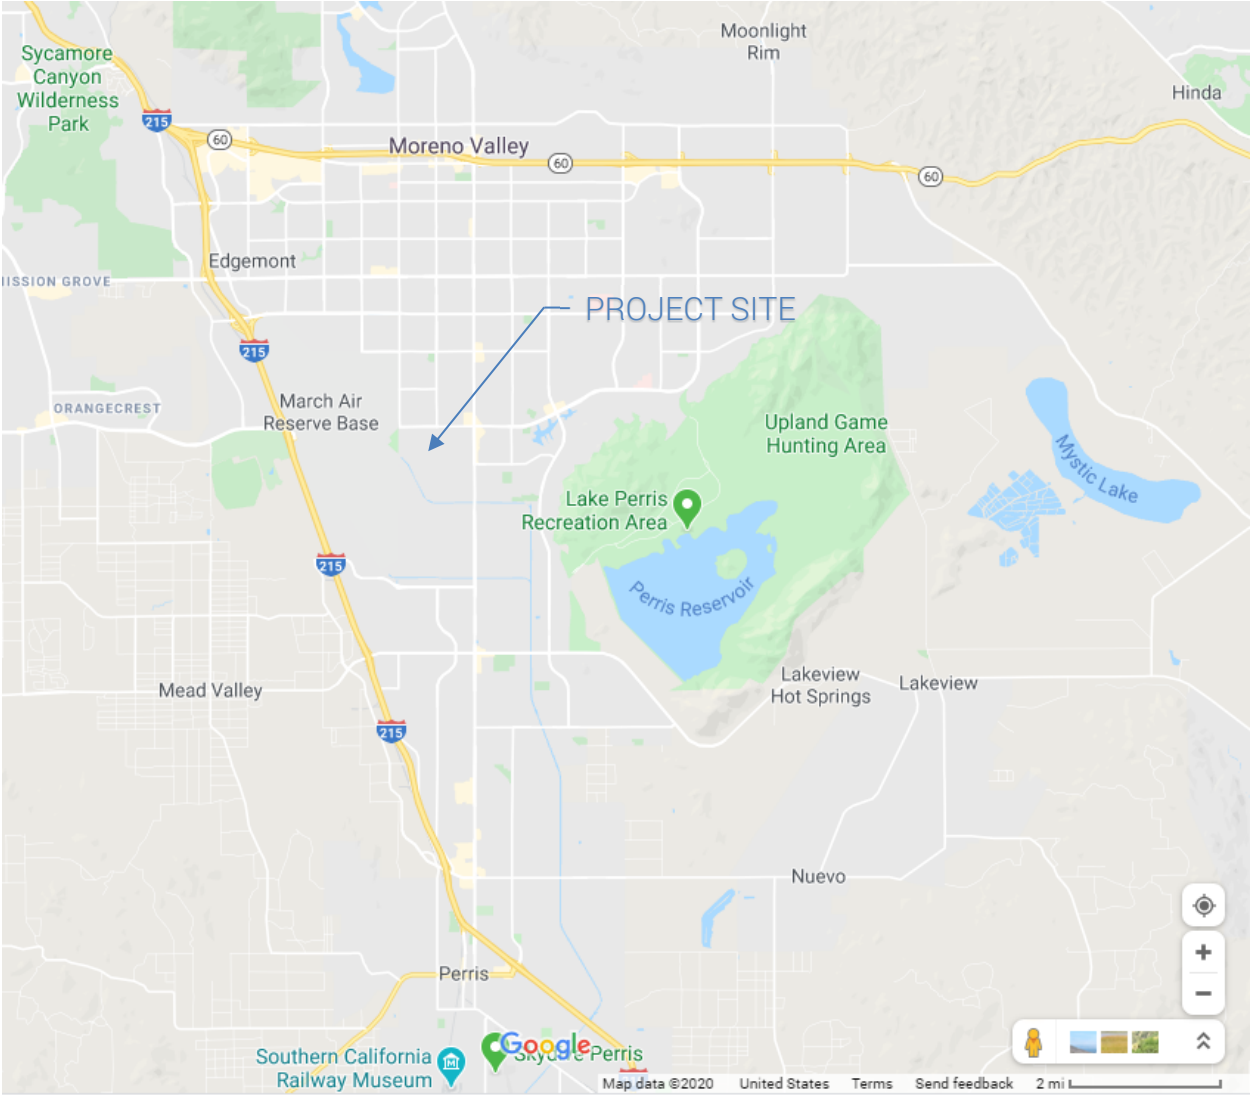 Moonlight
Rim
Sycamore
Canyon
Wilderness
Park
Hinda
215
60
Moreno Valley
60
60
Edgemont
MISSION GROVE
PROJECT SITE
215
March Air
Reserve Base
ORANGECREST
Upland Game
Hunting Area
Mystic Lake
Lake Perris
Recreation Area
215
Perris Reservoir
Lakeview
Hot Springs
Lakeview
Mead Valley
215
Nuevo
Perris
Google
Skydive Perris
Southern California
Railway Museum
Map data ©2020 United States Terms Send feedback 2 mi